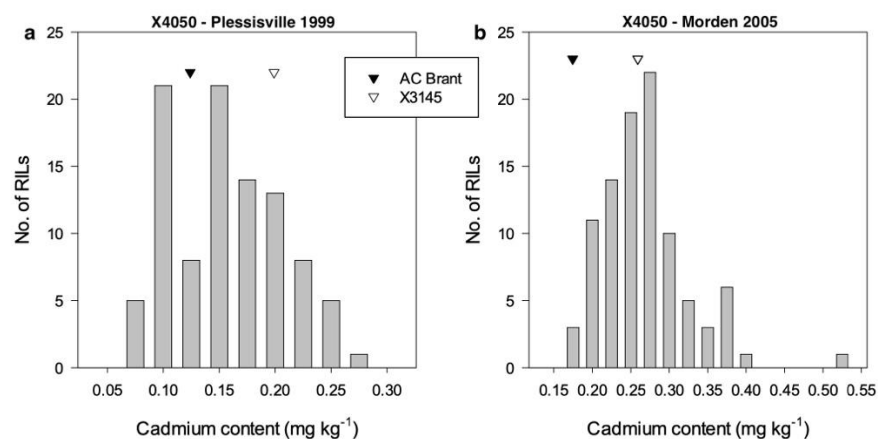 X4050 - Plessisville 1999
a
25
20
15
10
5
0
No. of RILs
0.05 0.10 0.15 0.20 0.25 0.30
Cadmium content (mg kg⁻¹)
▼ AC Brant
▽ X3145
X4050 - Morden 2005
b
25
20
15
10
5
0
No. of RILs
0.15 0.20 0.25 0.30 0.35 0.40 0.45 0.50 0.55
Cadmium content (mg kg⁻¹)